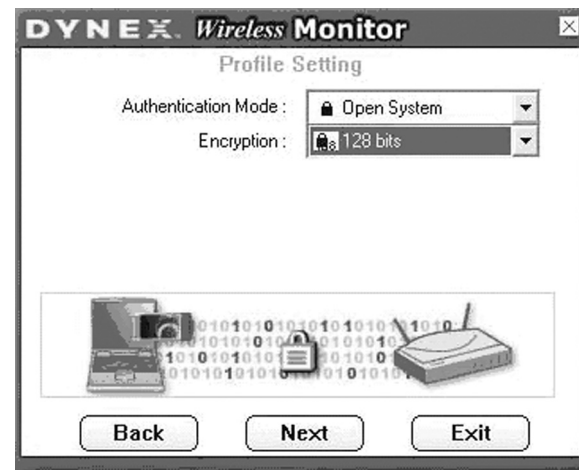 DYNEX Wireless Monitor
Profile Setting
Authentication Mode : Open System
Encryption : 128 bits
Back Next Exit